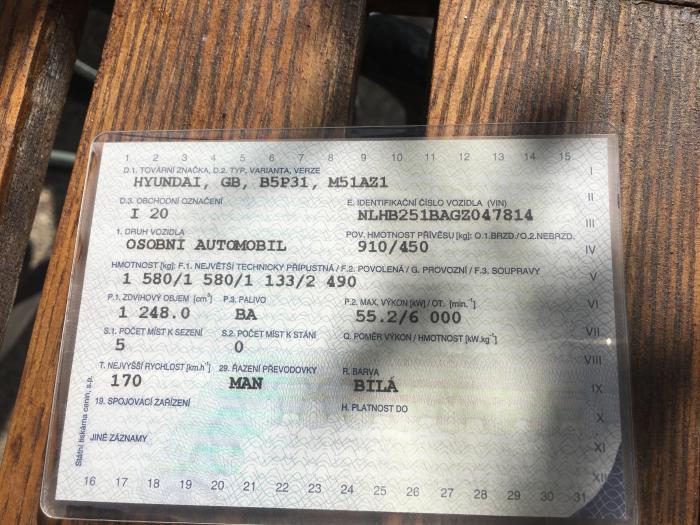 1 2 3 4 5 6 7 8 9 10 11 12 13 14 15
D.1. TOVÁRNÍ ZNAČKA, D.2. TYP, VARIANTA, VERZE
HYUNDAI, GB, B5P31, M51AZ1
I
D.3. OBCHODNÍ OZNAČENÍ E. IDENTIFIKAČNÍ ČÍSLO VOZIDLA (VIN)
II
I 20 NLHB251BAGZ047814
III
1. DRUH VOZIDLA POV. HMOTNOST PŘÍVĚSU [kg]: O.1 BRZD./O.2 NEBRZD.
OSOBNÍ AUTOMOBIL 910/450
IV
HMOTNOST [kg]: F.1. NEJVĚTŠÍ TECHNICKY PŘÍPUSTNÁ / F.2. POVOLENÁ / G. PROVOZNÍ / F.3. SOUPRAVY
V
1 580/1 580/1 133/2 490
P.1. ZDVIHOVÝ OBJEM [cm³] P.3. PALIVO P.2. MAX. VÝKON [kW] / OT. [min.⁻¹]
VI
1 248.0 BA 55.2/6 000
S.1. POČET MÍST K SEZENÍ S.2. POČET MÍST K STÁNÍ Q. POMĚR VÝKON / HMOTNOST [kW.kg⁻¹]
VII
5 0
VIII
T. NEJVYŠŠÍ RYCHLOST [km.h⁻¹] 29. ŘAZENÍ PŘEVODOVKY R. BARVA
170 MAN BÍLÁ
IX
19. SPOJOVACÍ ZAŘÍZENÍ H. PLATNOST DO
X
JINÉ ZÁZNAMY
XI
XII
16 17 18 19 20 21 22 23 24 25 26 27 28 29 30 31
Státní tiskárna cenin, s.p.